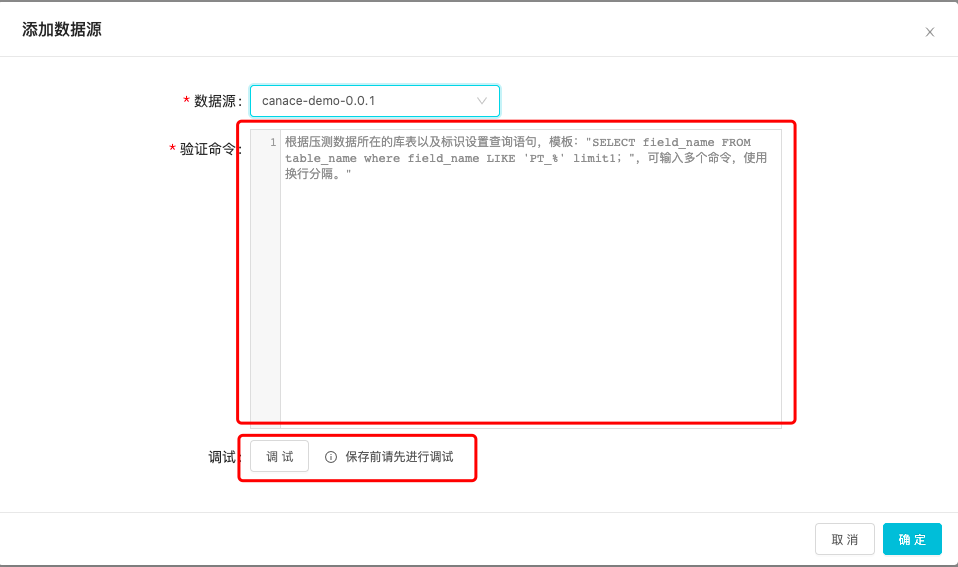 添加数据源
* 数据源: canace-demo-0.0.1
* 验证命令:
1 根据压测数据所在的库表以及标识设置查询语句，模板："SELECT field_name FROM
table_name where field_name LIKE 'PT_%' limit1；"，可输入多个命令，使用
换行分隔。"
调试: 调 试 保存前请先进行调试
取 消 确 定